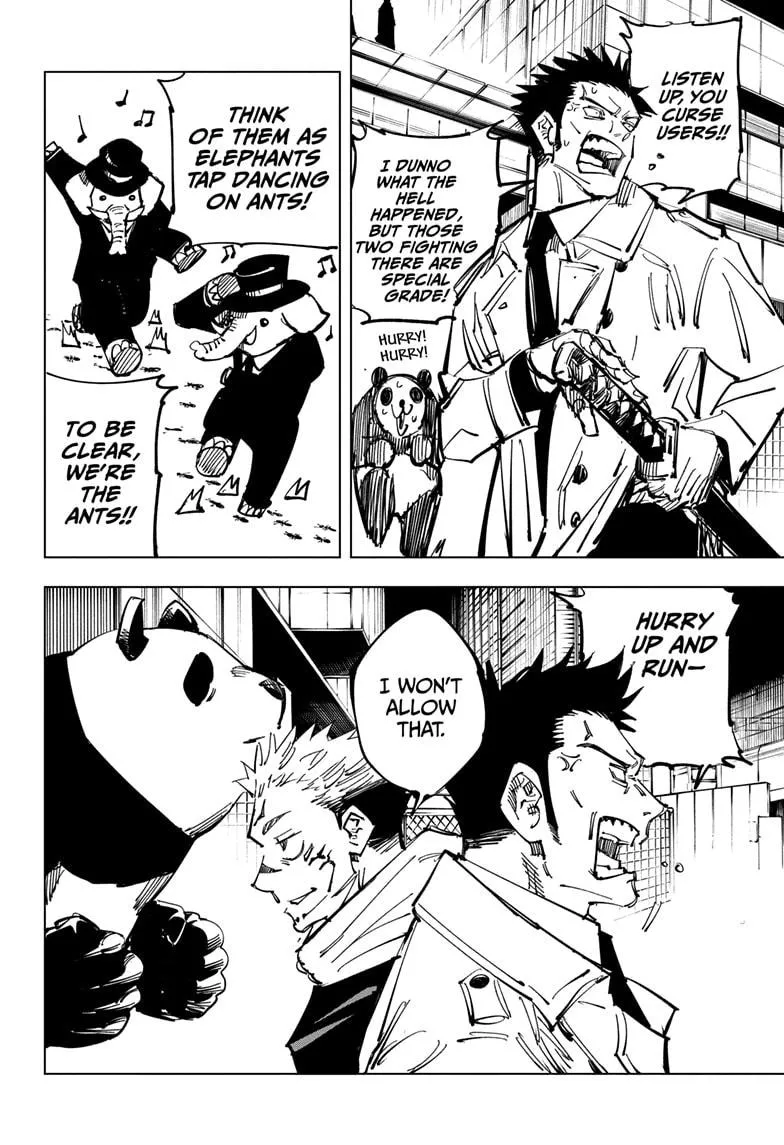 LISTEN
UP, YOU
CURSE
USERS!!
I DUNNO
WHAT THE
HELL
HAPPENED,
BUT THOSE
TWO FIGHTING
THERE ARE
SPECIAL
GRADE!
HURRY!
HURRY!
THINK
OF THEM AS
ELEPHANTS
TAP DANCING
ON ANTS!
TO BE
CLEAR,
WE'RE
THE
ANTS!!
HURRY
UP AND
RUN—
I WON'T
ALLOW
THAT.